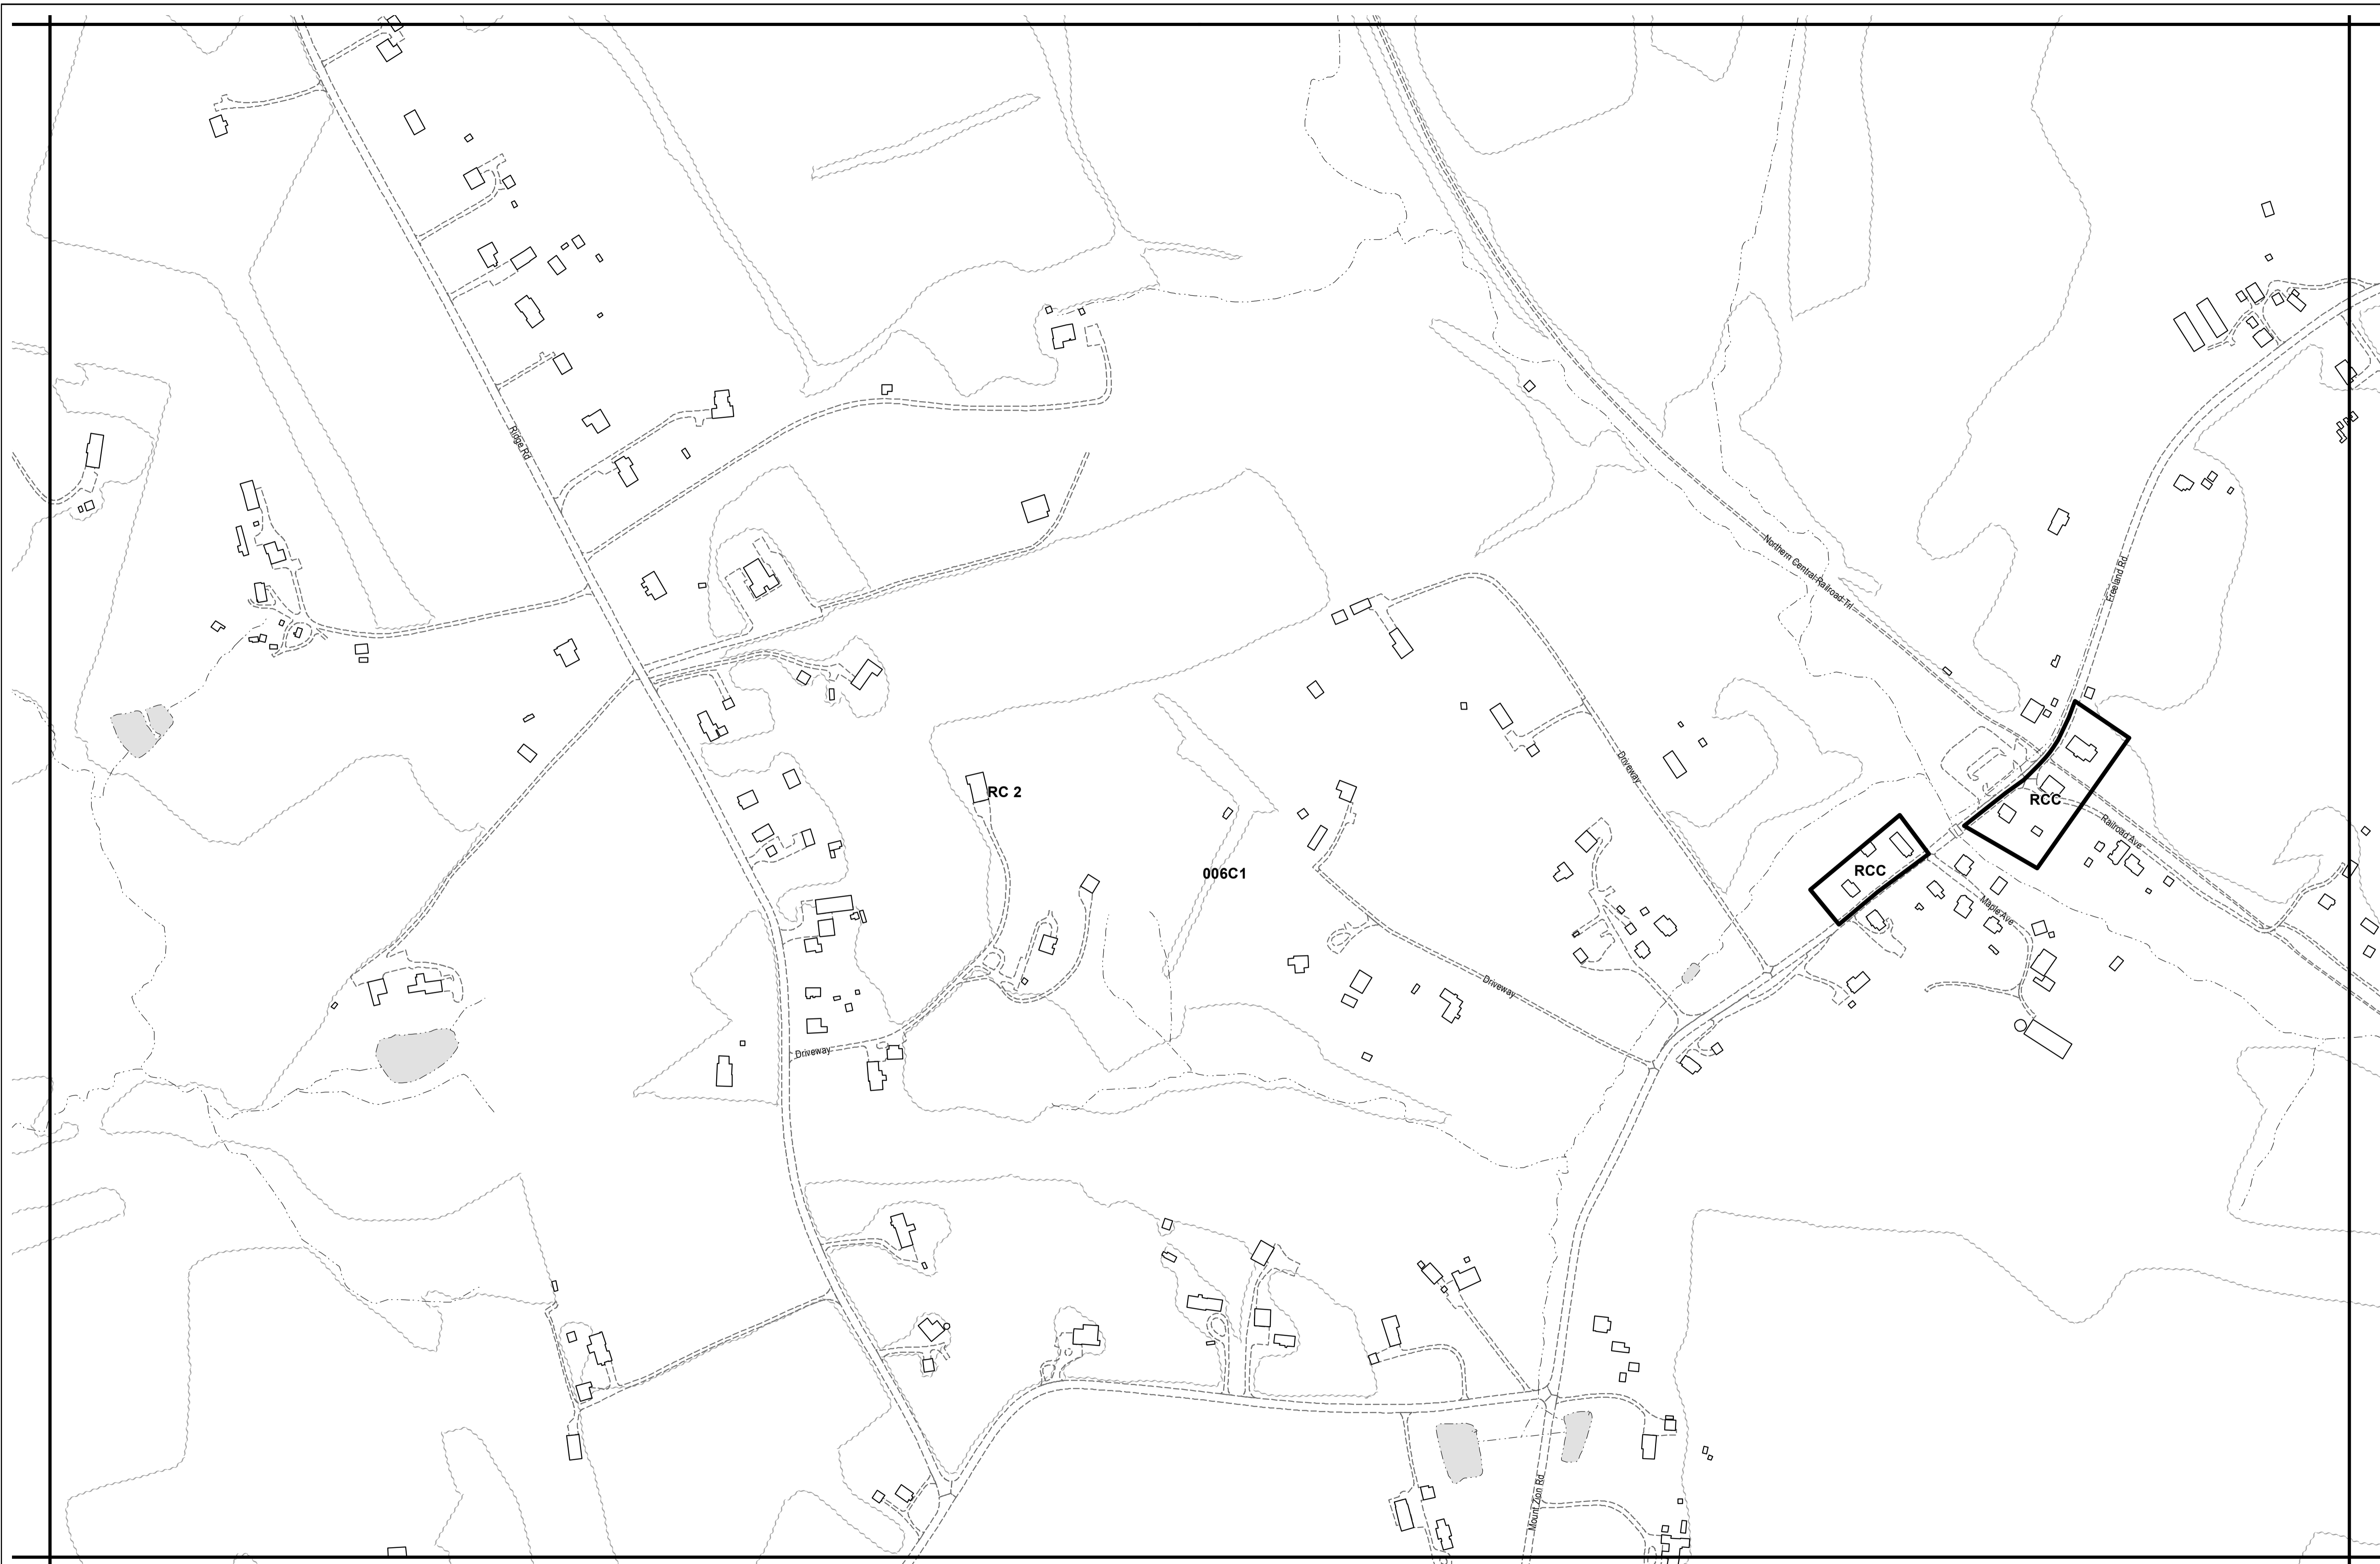 Ridge Rd
Northern Central Railroad Trl
Freeland Rd
Driveway
RC 2
RCC
Railroad Ave
006C1
RCC
Maple Ave
Driveway
Driveway
Mount Zion Rd